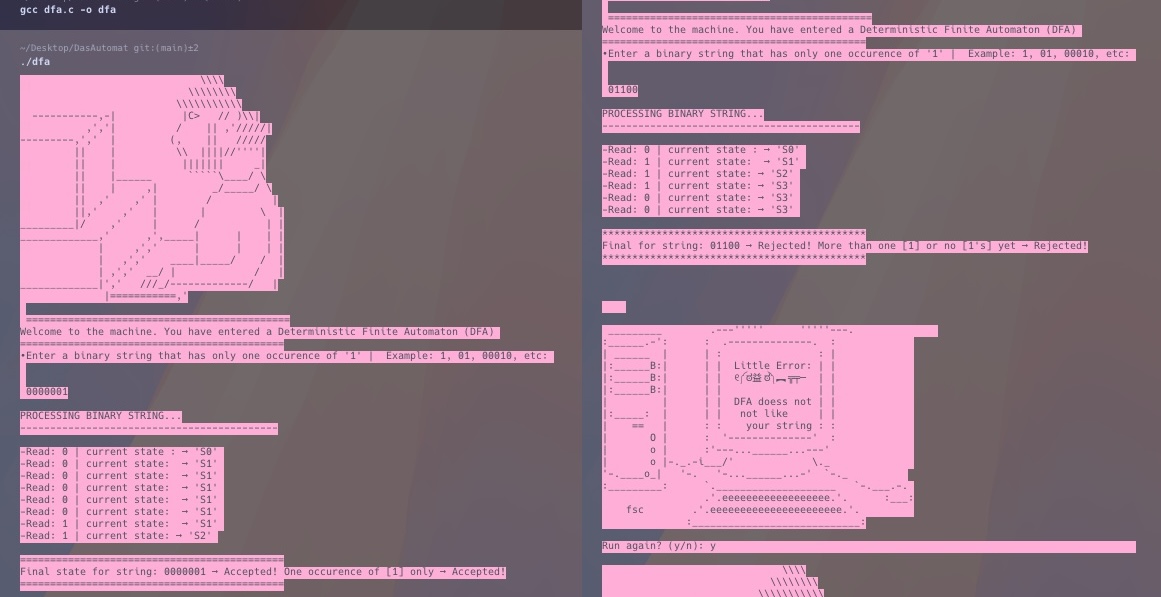 gcc dfa.c -o dfa
~/Desktop/DasAutomat git:(main)±2
./dfa
|C>
Welcome to the machine. You have entered a Deterministic Finite Automaton (DFA)
•Enter a binary string that has only one occurence of '1' |  Example: 1, 01, 00010, etc:
0000001
PROCESSING BINARY STRING...
-Read: 0 | current state : → 'S0'
-Read: 0 | current state:  → 'S1'
-Read: 0 | current state:  → 'S1'
-Read: 0 | current state:  → 'S1'
-Read: 0 | current state:  → 'S1'
-Read: 0 | current state:  → 'S1'
-Read: 1 | current state:  → 'S1'
-Read: 1 | current state: → 'S2'
Final state for string: 0000001 → Accepted! One occurence of [1] only → Accepted!
Welcome to the machine. You have entered a Deterministic Finite Automaton (DFA)
•Enter a binary string that has only one occurence of '1' |  Example: 1, 01, 00010, etc:
01100
PROCESSING BINARY STRING...
-Read: 0 | current state : → 'S0'
-Read: 1 | current state:  → 'S1'
-Read: 1 | current state: → 'S2'
-Read: 1 | current state: → 'S3'
-Read: 0 | current state: → 'S3'
-Read: 0 | current state: → 'S3'
Final for string: 01100 → Rejected! More than one [1] or no [1's] yet → Rejected!
Little Error:
B:
B:
B:
DFA doess not
not like
your string
fsc
Run again? (y/n): y